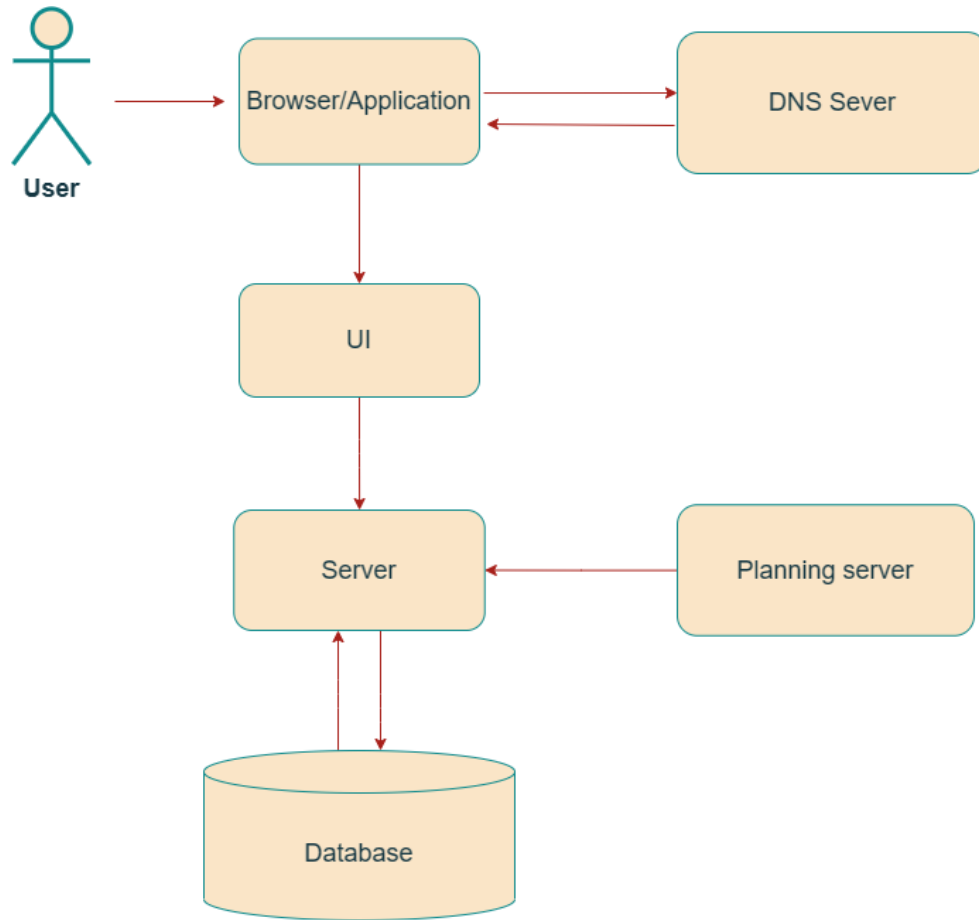 Browser/Application
DNS Sever
User
UI
Server
Planning server
Database